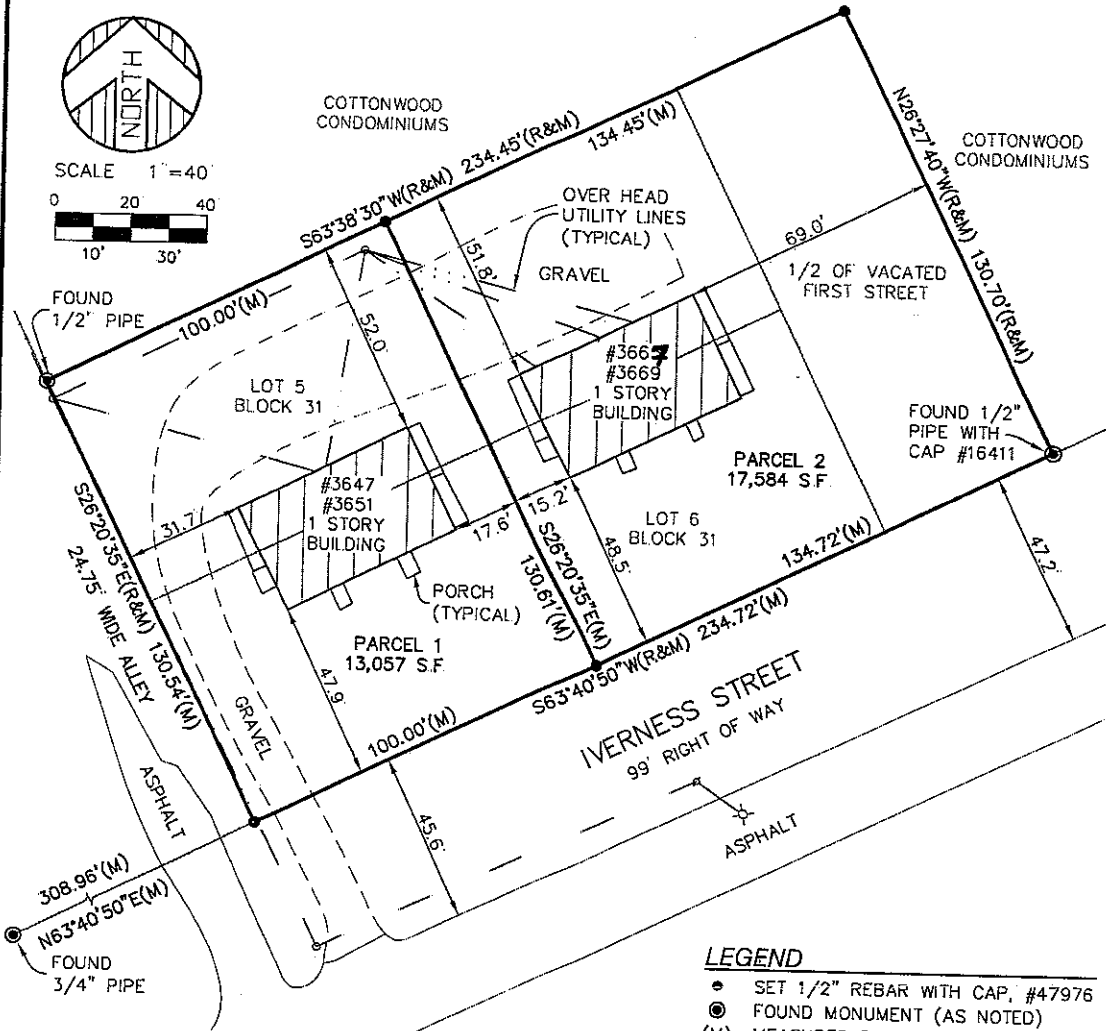 NORTH
SCALE 1"=40'
0 20 40
10' 30'
COTTONWOOD
CONDOMINIUMS
S63°38'30"W(R&M) 234.45'(R&M)
134.45'(M)
100.00'(M)
N26°27'40"W(R&M) 130.70'(R&M)
COTTONWOOD
CONDOMINIUMS
OVER HEAD
UTILITY LINES
(TYPICAL)
GRAVEL
51.8'
52.0'
69.0'
1/2 OF VACATED
FIRST STREET
FOUND
1/2" PIPE
LOT 5
BLOCK 31
#3667
#3669
1 STORY
BUILDING
FOUND 1/2"
PIPE WITH
CAP #16411
PARCEL 2
17,584 S.F.
#3647
#3651
1 STORY
BUILDING
31.7'
17.6'
15.2'
LOT 6
BLOCK 31
48.5'
S26°20'35"E(M)
130.61'(M)
S26°20'35"E(R&M) 130.54'(M)
24.75' WIDE ALLEY
PORCH
(TYPICAL)
PARCEL 1
13,057 S.F.
47.9'
134.72'(M)
47.2'
S63°40'50"W(R&M) 234.72'(M)
100.00'(M)
GRAVEL
ASPHALT
IVERNESS STREET
99' RIGHT OF WAY
45.6'
ASPHALT
308.96'(M)
N63°40'50"E(M)
FOUND
3/4" PIPE
LEGEND
SET 1/2" REBAR WITH CAP, #47976
FOUND MONUMENT (AS NOTED)